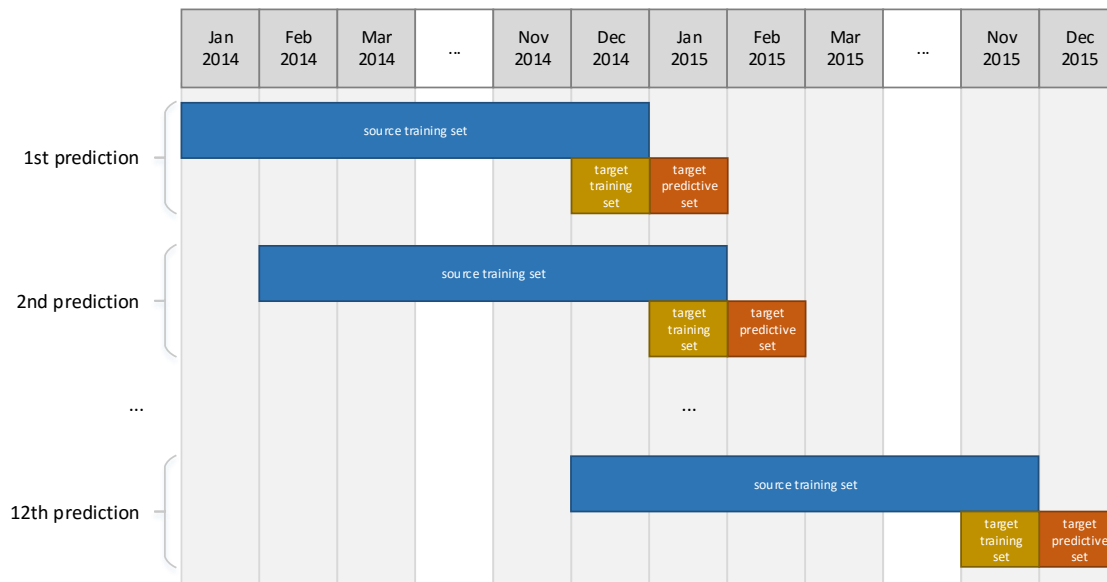 Jan
2014
Feb
2014
Mar
2014
...
Nov
2014
Dec
2014
Jan
2015
Feb
2015
Mar
2015
...
Nov
2015
Dec
2015
1st prediction
source training set
target
training
set
target
predictive
set
2nd prediction
source training set
target
training
set
target
predictive
set
...
...
12th prediction
source training set
target
training
set
target
predictive
set